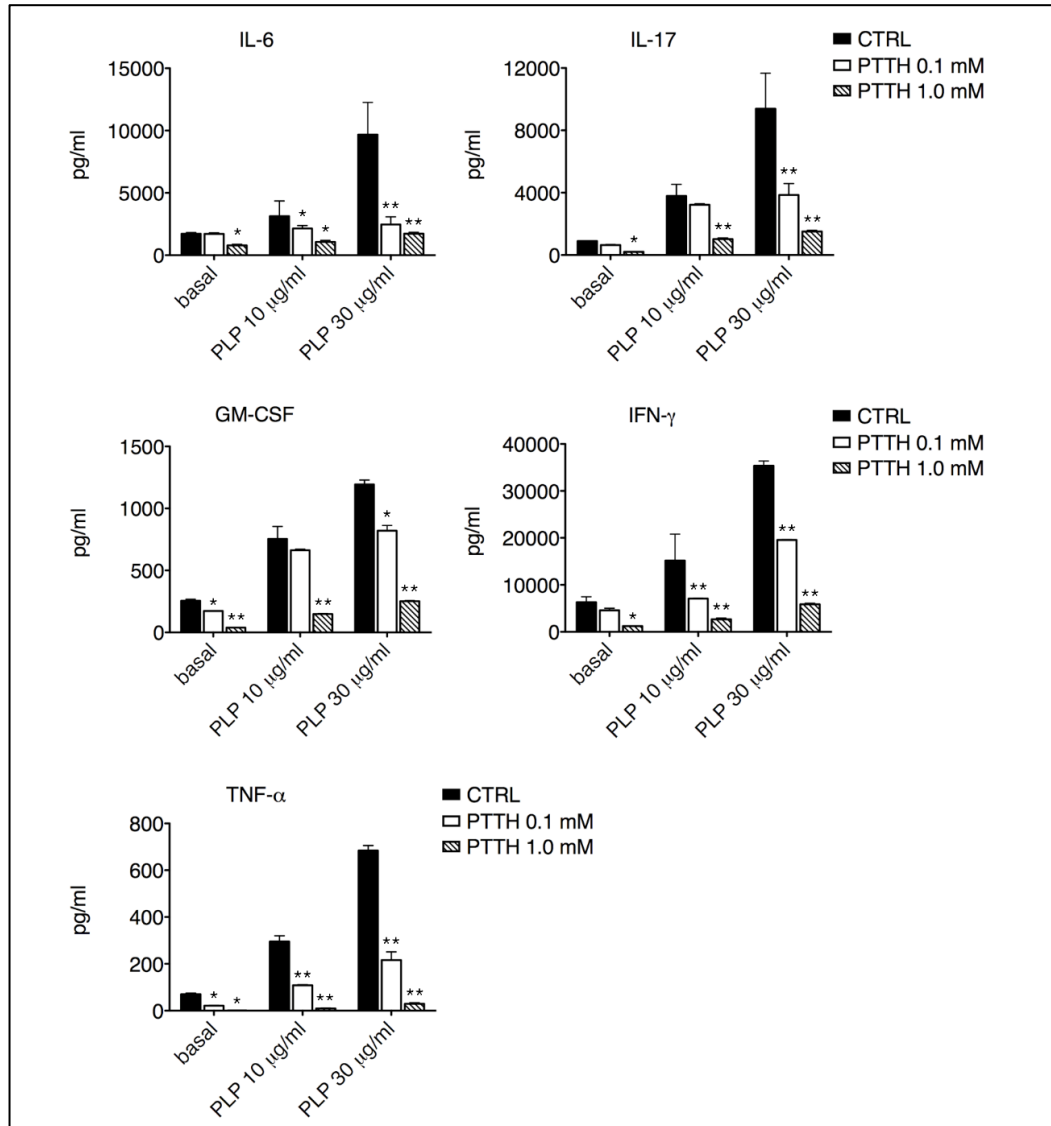 IL-6
15000
10000
5000
0
pg/ml
* * * ** **
basal
PLP 10 μg/ml
PLP 30 μg/ml
IL-17
12000
8000
4000
0
pg/ml
* ** ** **
basal
PLP 10 μg/ml
PLP 30 μg/ml
CTRL
PTTH 0.1 mM
PTTH 1.0 mM
GM-CSF
1500
1000
500
0
pg/ml
* ** ** * **
basal
PLP 10 μg/ml
PLP 30 μg/ml
IFN-γ
40000
30000
20000
10000
0
pg/ml
* ** ** ** **
basal
PLP 10 μg/ml
PLP 30 μg/ml
CTRL
PTTH 0.1 mM
PTTH 1.0 mM
TNF-α
800
600
400
200
0
pg/ml
* * ** ** ** **
basal
PLP 10 μg/ml
PLP 30 μg/ml
CTRL
PTTH 0.1 mM
PTTH 1.0 mM